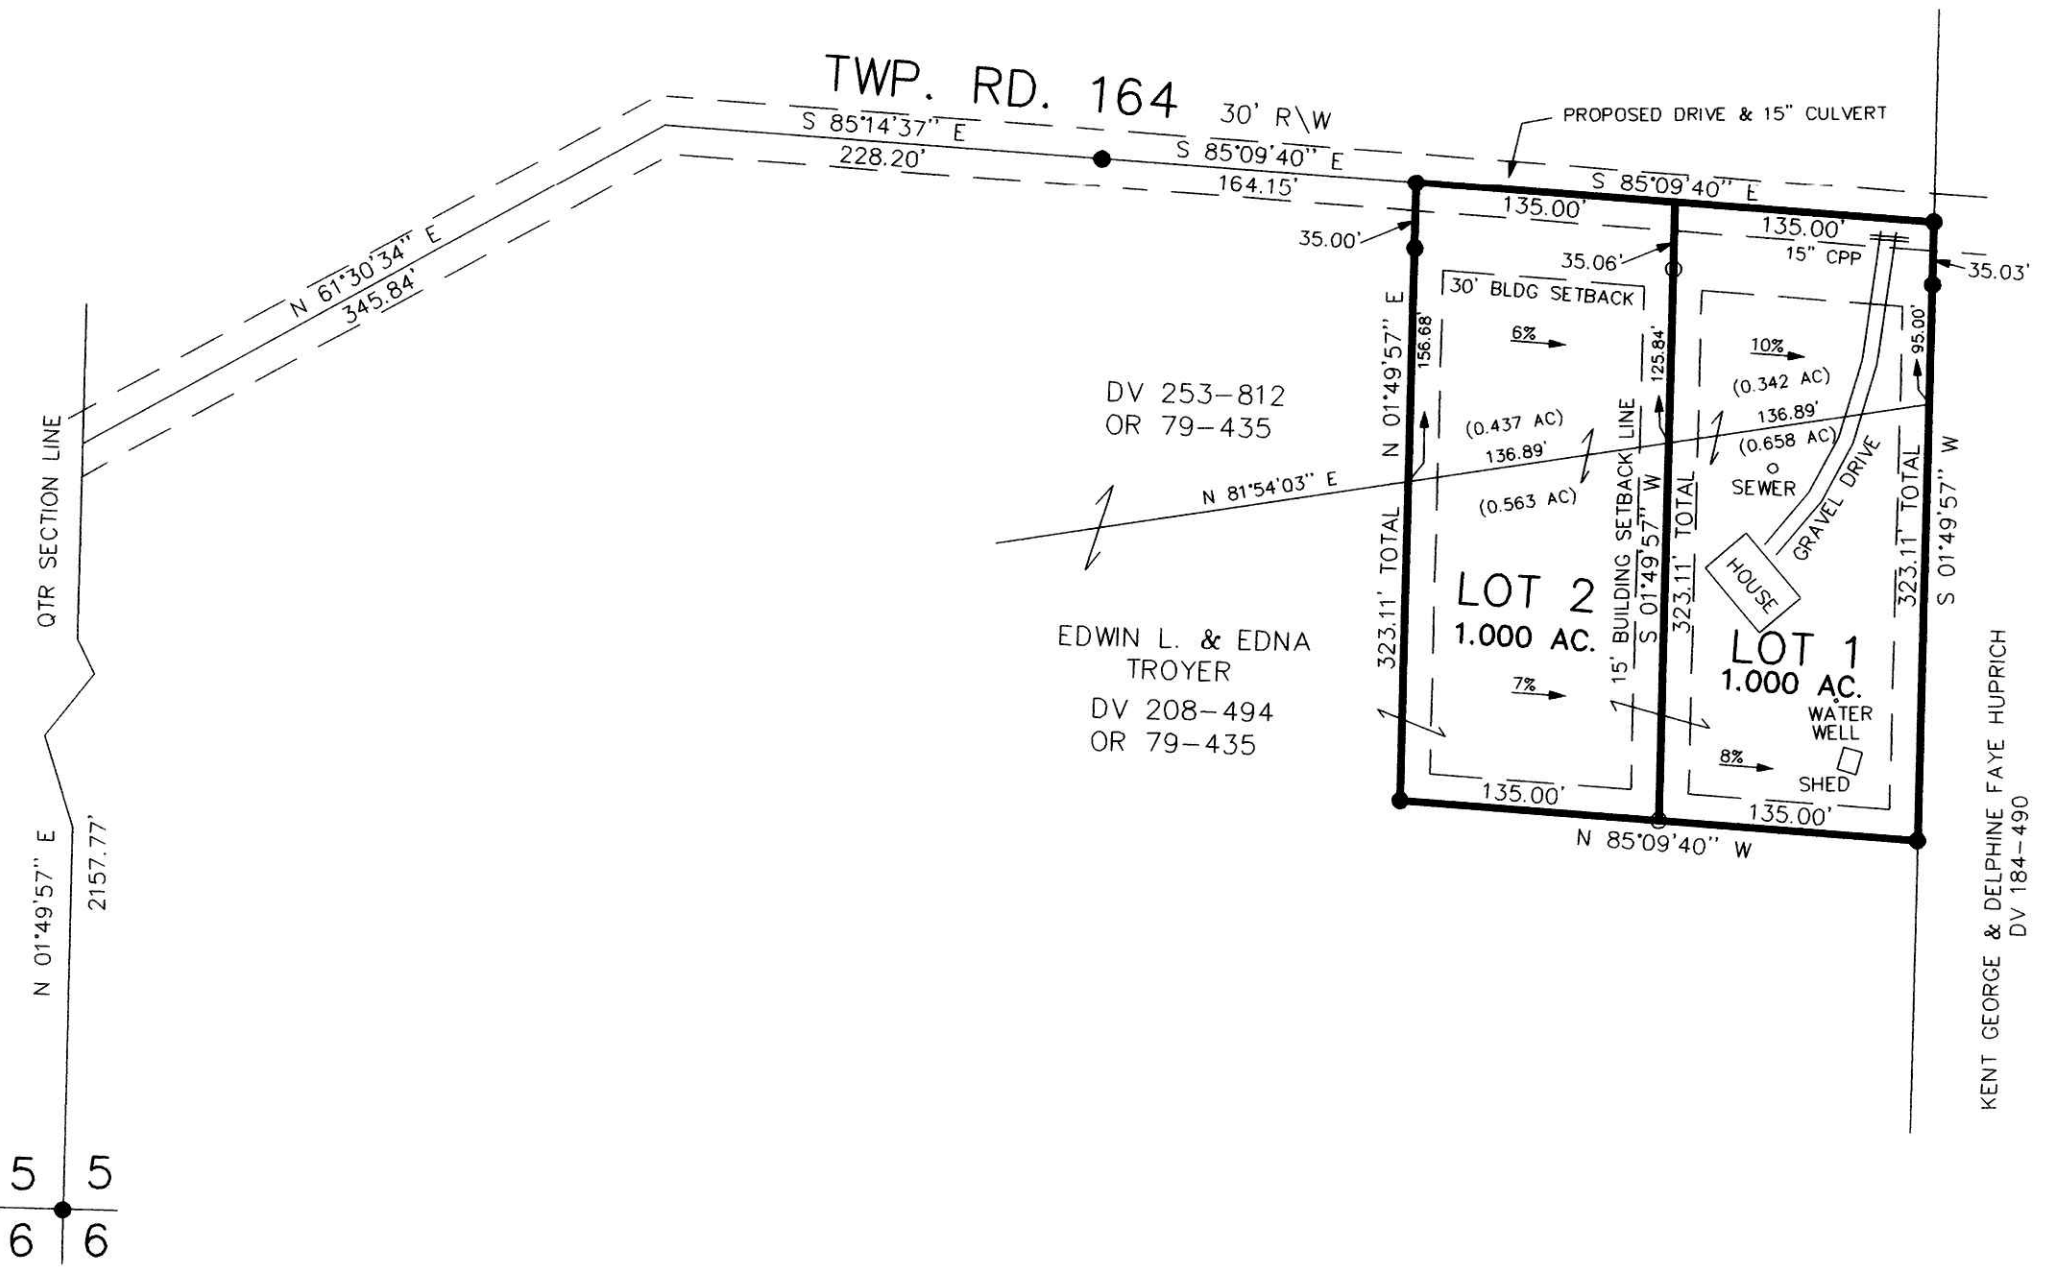 TWP. RD. 164
30' R\W
PROPOSED DRIVE & 15" CULVERT
S 85°14'37" E
228.20'
S 85°09'40" E
164.15'
S 85°09'40" E
135.00'
135.00'
N 61°30'34" E
345.84'
35.00'
35.06'
15" CPP
35.03'
30' BLDG SETBACK
6%
10%
156.68'
125.84'
95.00'
N 01°49'57" E
323.11' TOTAL
DV 253-812
OR 79-435
(0.437 AC)
136.89'
(0.563 AC)
(0.342 AC)
136.89'
(0.658 AC)
N 81°54'03" E
SEWER
GRAVEL DRIVE
HOUSE
15' BUILDING SETBACK LINE
S 01°49'57" W
323.11' TOTAL
323.11' TOTAL
S 01°49'57" W
QTR SECTION LINE
LOT 2
1.000 AC.
LOT 1
1.000 AC.
EDWIN L. & EDNA
TROYER
DV 208-494
OR 79-435
7%
WATER
WELL
8%
SHED
135.00'
135.00'
N 85°09'40" W
KENT GEORGE & DELPHINE FAYE HUPRICH
DV 184-490
N 01°49'57" E
2157.77'
5 5
6 6